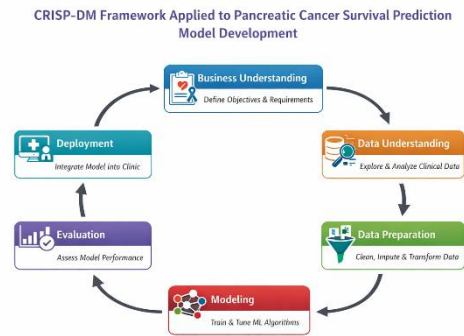 CRISP-DM Framework Applied to Pancreatic Cancer Survival Prediction
Model Development
Business Understanding
Define Objectives & Requirements
Data Understanding
Explore & Analyze Clinical Data
Data Preparation
Clean, Impute & Transform Data
Modeling
Train & Tune ML Algorithms
Evaluation
Assess Model Performance
Deployment
Integrate Model into Clinic